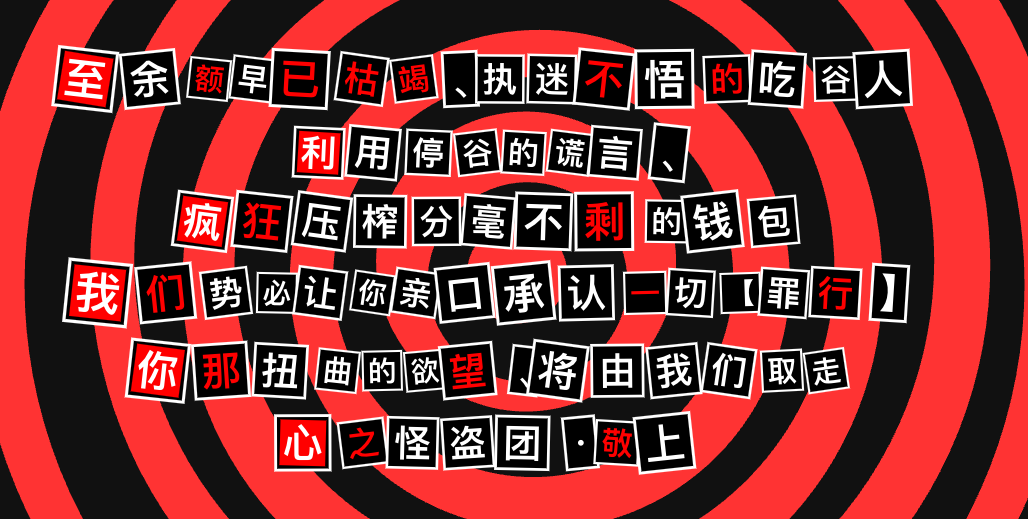 至余额早已枯竭、执迷不悟的吃谷人
利用停谷的谎言、
疯狂压榨分毫不剩的钱包
我们势必让你亲口承认一切【罪行】
你那扭曲的欲望、将由我们取走
心之怪盗团·敬上